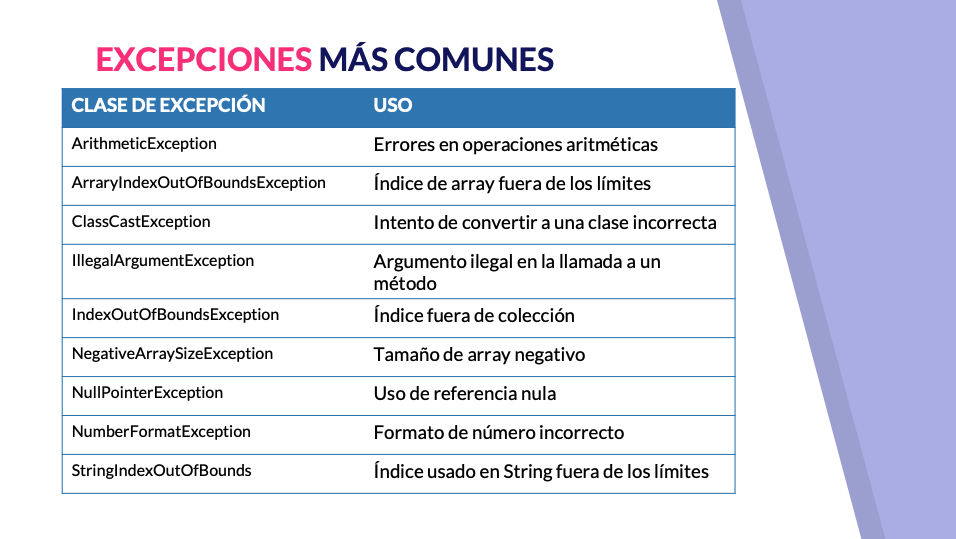 EXCEPCIONES MÁS COMUNES
CLASE DE EXCEPCIÓN USO
ArithmeticException Errores en operaciones aritméticas
ArraryIndexOutOfBoundsException Índice de array fuera de los límites
ClassCastException Intento de convertir a una clase incorrecta
IllegalArgumentException Argumento ilegal en la llamada a un
método
IndexOutOfBoundsException Índice fuera de colección
NegativeArraySizeException Tamaño de array negativo
NullPointerException Uso de referencia nula
NumberFormatException Formato de número incorrecto
StringIndexOutOfBounds Índice usado en String fuera de los límites